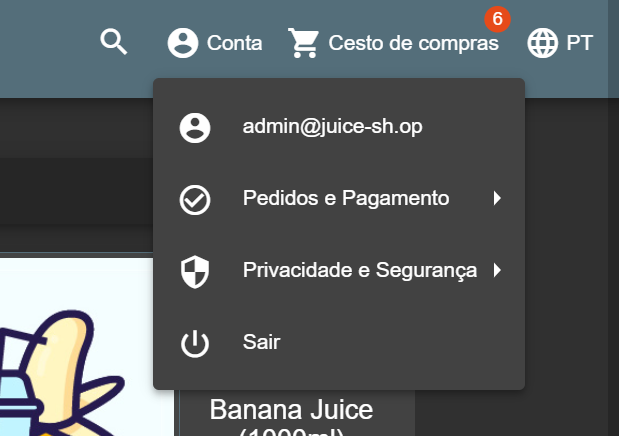 6
Conta
Cesto de compras
PT
admin@juice-sh.op
Pedidos e Pagamento
Privacidade e Segurança
Sair
Banana Juice
(1000ml)